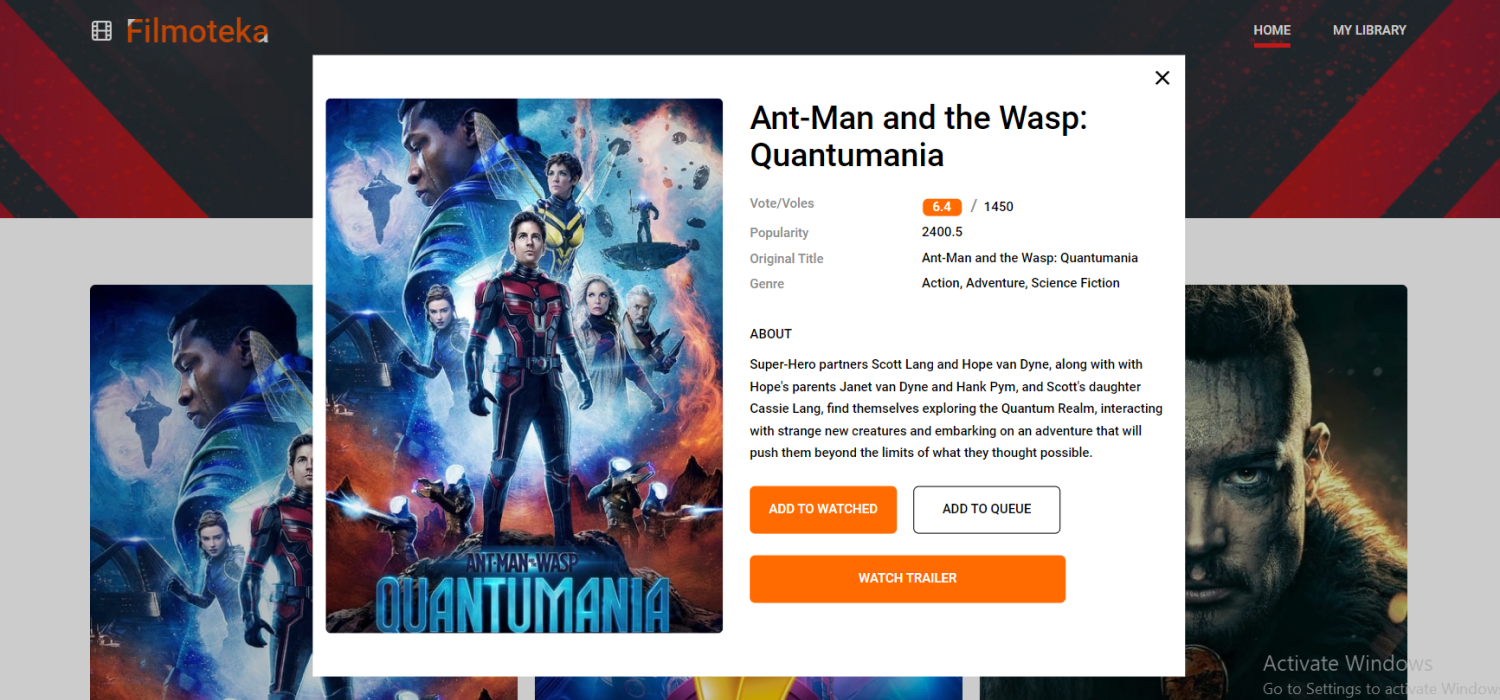 Filmoteka
HOME
MY LIBRARY
Ant-Man and the Wasp:
Quantumania
Vote/Voles
6.4 / 1450
Popularity
2400.5
Original Title
Ant-Man and the Wasp: Quantumania
Genre
Action, Adventure, Science Fiction
ABOUT
Super-Hero partners Scott Lang and Hope van Dyne, along with with
Hope's parents Janet van Dyne and Hank Pym, and Scott's daughter
Cassie Lang, find themselves exploring the Quantum Realm, interacting
with strange new creatures and embarking on an adventure that will
push them beyond the limits of what they thought possible.
ADD TO WATCHED
ADD TO QUEUE
WATCH TRAILER
ANT-MAN AND THE WASP
QUANTUMANIA
Activate Windows
Go to Settings to activate Window